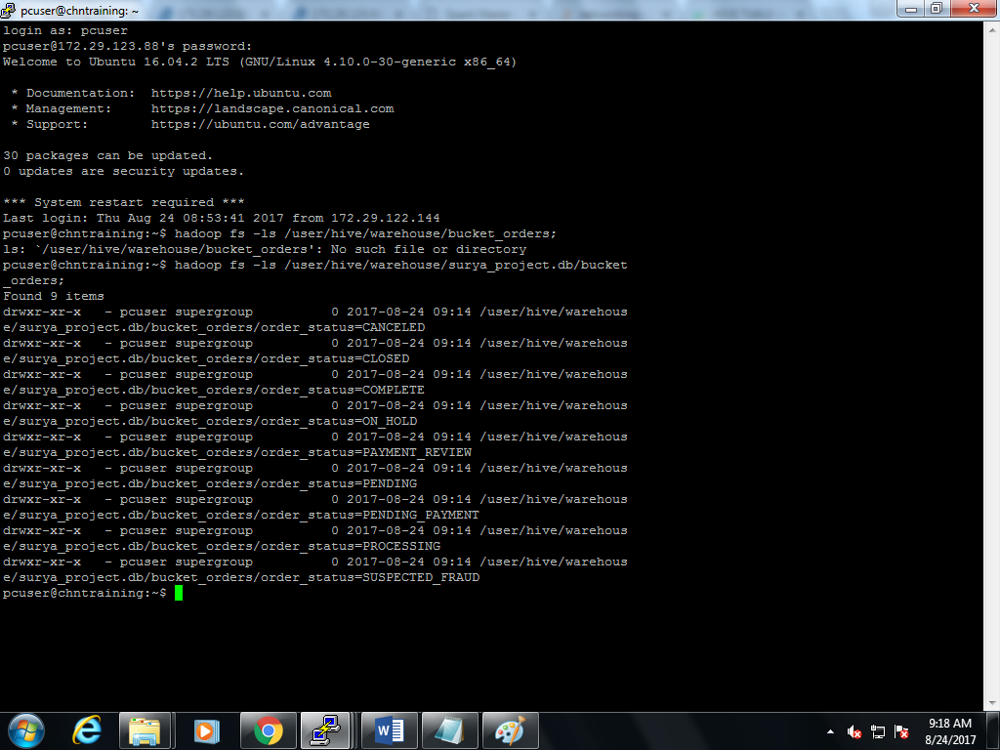 pcuser@chntraining: ~
login as: pcuser
pcuser@172.29.123.88's password:
Welcome to Ubuntu 16.04.2 LTS (GNU/Linux 4.10.0-30-generic x86_64)
* Documentation:  https://help.ubuntu.com
* Management:     https://landscape.canonical.com
* Support:        https://ubuntu.com/advantage
30 packages can be updated.
0 updates are security updates.
*** System restart required ***
Last login: Thu Aug 24 08:53:41 2017 from 172.29.122.144
pcuser@chntraining:~$ hadoop fs -ls /user/hive/warehouse/bucket_orders;
ls: `/user/hive/warehouse/bucket_orders': No such file or directory
pcuser@chntraining:~$ hadoop fs -ls /user/hive/warehouse/surya_project.db/bucket
_orders;
Found 9 items
drwxr-xr-x   - pcuser supergroup          0 2017-08-24 09:14 /user/hive/warehous
e/surya_project.db/bucket_orders/order_status=CANCELED
drwxr-xr-x   - pcuser supergroup          0 2017-08-24 09:14 /user/hive/warehous
e/surya_project.db/bucket_orders/order_status=CLOSED
drwxr-xr-x   - pcuser supergroup          0 2017-08-24 09:14 /user/hive/warehous
e/surya_project.db/bucket_orders/order_status=COMPLETE
drwxr-xr-x   - pcuser supergroup          0 2017-08-24 09:14 /user/hive/warehous
e/surya_project.db/bucket_orders/order_status=ON_HOLD
drwxr-xr-x   - pcuser supergroup          0 2017-08-24 09:14 /user/hive/warehous
e/surya_project.db/bucket_orders/order_status=PAYMENT_REVIEW
drwxr-xr-x   - pcuser supergroup          0 2017-08-24 09:14 /user/hive/warehous
e/surya_project.db/bucket_orders/order_status=PENDING
drwxr-xr-x   - pcuser supergroup          0 2017-08-24 09:14 /user/hive/warehous
e/surya_project.db/bucket_orders/order_status=PENDING_PAYMENT
drwxr-xr-x   - pcuser supergroup          0 2017-08-24 09:14 /user/hive/warehous
e/surya_project.db/bucket_orders/order_status=PROCESSING
drwxr-xr-x   - pcuser supergroup          0 2017-08-24 09:14 /user/hive/warehous
e/surya_project.db/bucket_orders/order_status=SUSPECTED_FRAUD
pcuser@chntraining:~$
9:18 AM
8/24/2017